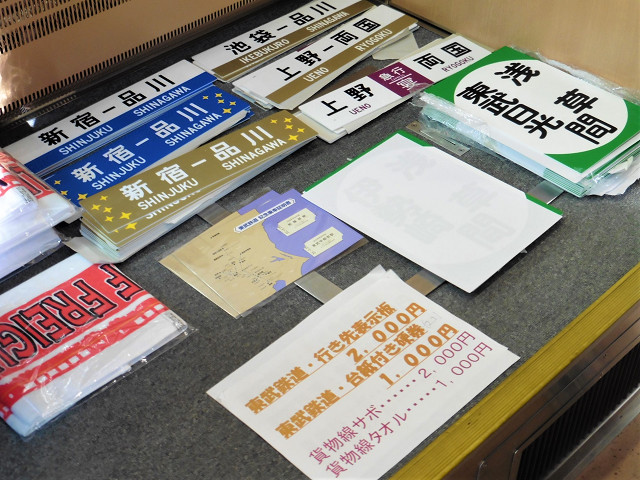 池袋－品川
IKEBUKURO SHINAGAWA
上野－両国
UENO RYOGOKU
上野 急行 両国
UENO RYOGOKU
新宿－品川
SHINJUKU SHINAGAWA
新宿－品川
SHINJUKU SHINAGAWA
新宿－品川
SHINJUKU SHINAGAWA
浅草
東武日光
間
東武鉄道・行き先表示板
2,000円
東武鉄道・台紙付き硬券
1,000円
貨物線サボ・・・・・・2,000円
貨物線タオル・・・・・・1,000円